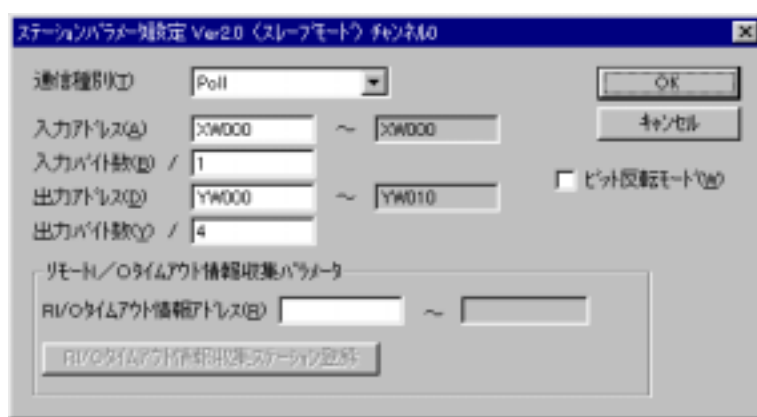 ステーションパラメータ設定 Ver2.0 (スレーブモード) チャンネル0
通信種別(T) Poll
OK
入力アドレス(A) XW000 ～ XW000
キャンセル
入力バイト数(B) / 1
ビット反転モード(W)
出力アドレス(D) YW000 ～ YW010
出力バイト数(Y) / 4
リモートI/Oタイムアウト情報収集パラメータ
RI/Oタイムアウト情報アドレス(R) ～
RI/Oタイムアウト情報収集ステーション登録